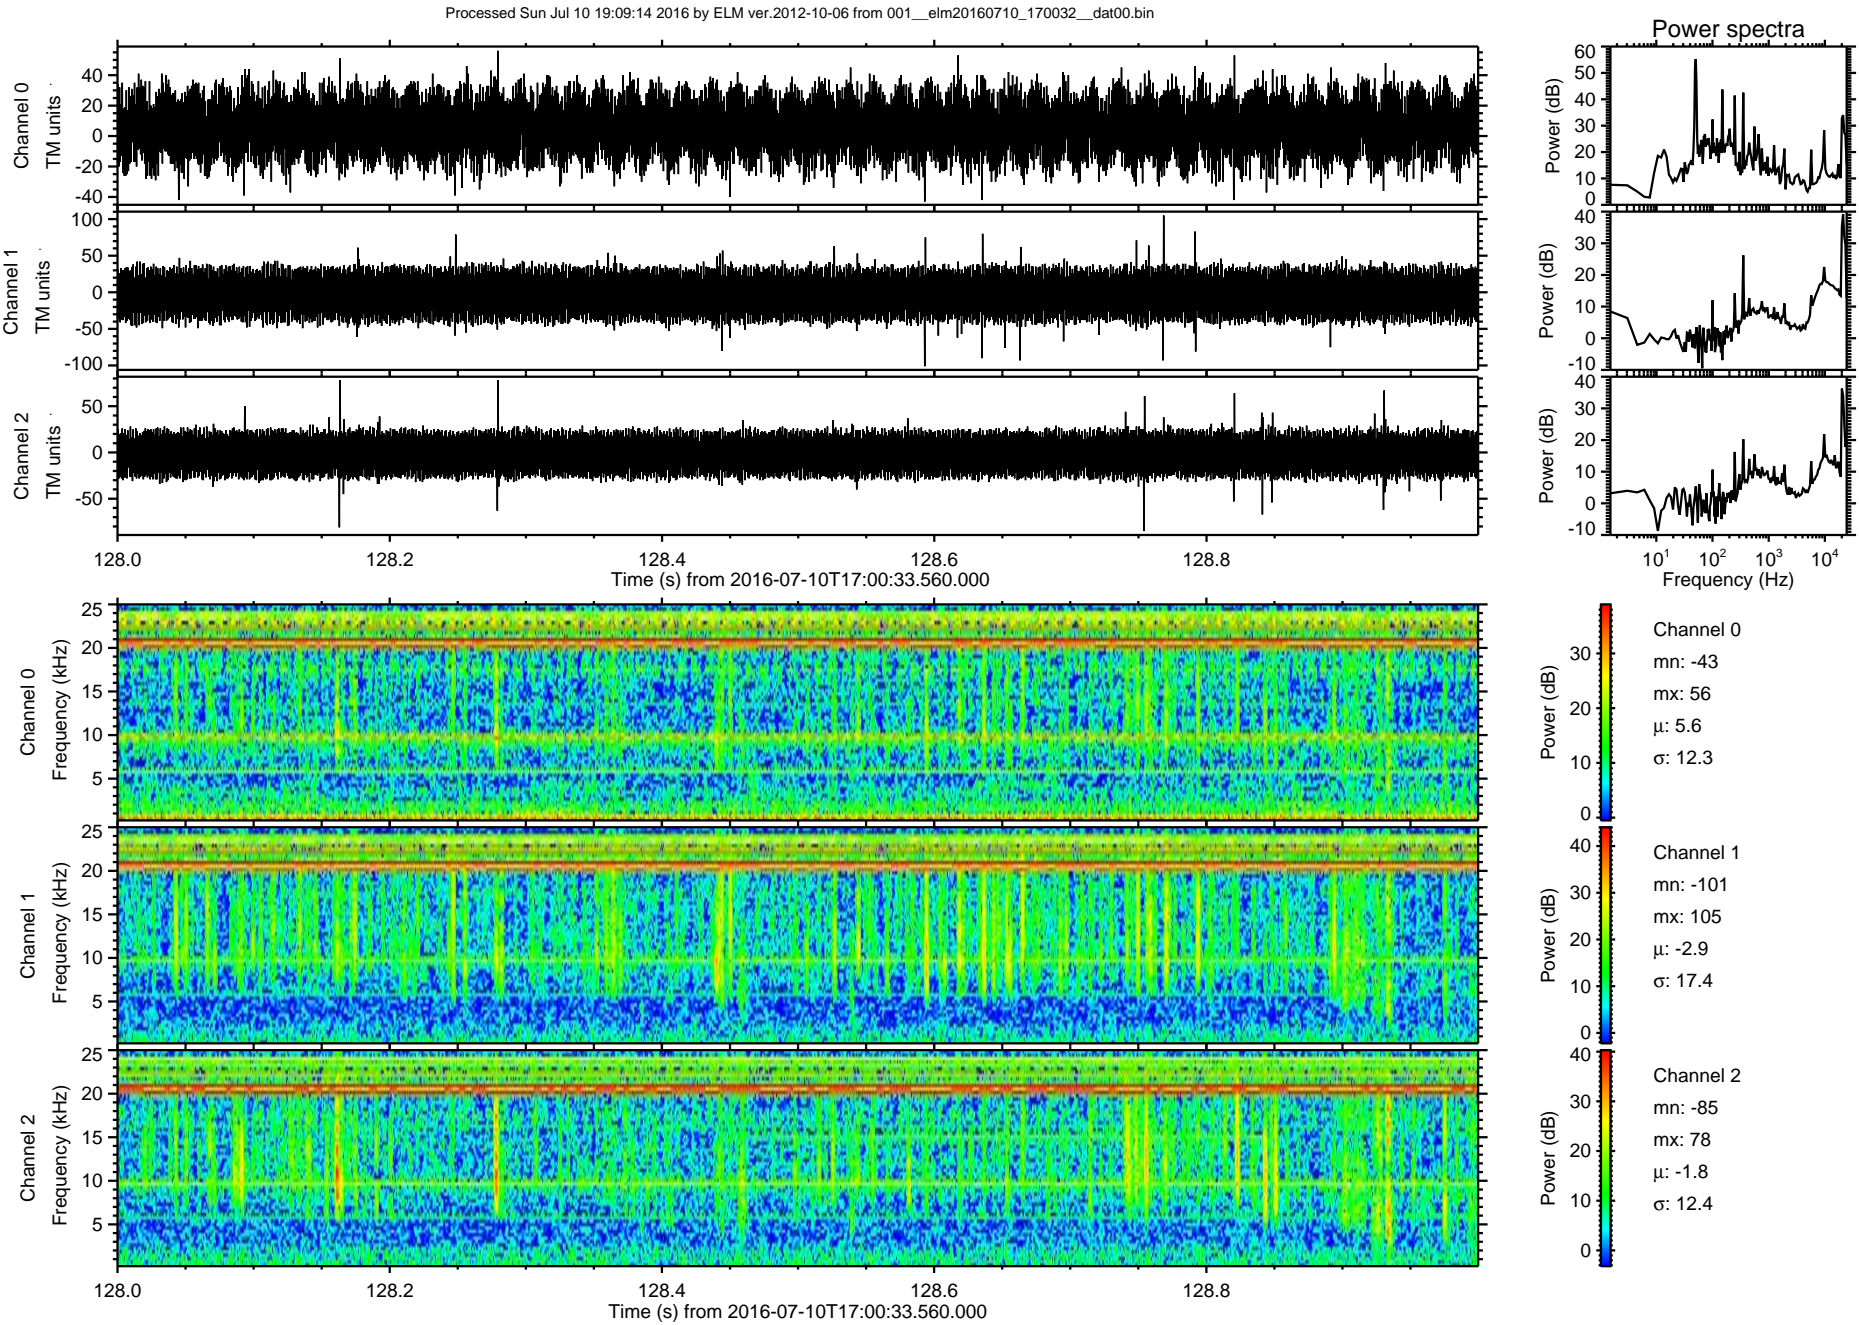 Processed Sun Jul 10 19:09:14 2016 by ELM ver.2012-10-06 from 001__elm20160710_170032__dat00.bin
Power spectra
Channel 0
TM units
40
20
0
-20
-40
Power (dB)
60
50
40
30
20
10
0
Channel 1
TM units
100
50
0
-50
-100
Power (dB)
40
30
20
10
0
-10
Channel 2
TM units
50
0
-50
Power (dB)
40
30
20
10
0
-10
128.0 128.2 128.4 128.6 128.8
Time (s) from 2016-07-10T17:00:33.560.000
10¹ 10² 10³ 10⁴
Frequency (Hz)
Channel 0
Frequency (kHz)
25
20
15
10
5
Power (dB)
30
20
10
0
Channel 0
mn: -43
mx: 56
µ: 5.6
σ: 12.3
Channel 1
Frequency (kHz)
25
20
15
10
5
Power (dB)
40
30
20
10
0
Channel 1
mn: -101
mx: 105
µ: -2.9
σ: 17.4
Channel 2
Frequency (kHz)
25
20
15
10
5
Power (dB)
40
30
20
10
0
Channel 2
mn: -85
mx: 78
µ: -1.8
σ: 12.4
128.0 128.2 128.4 128.6 128.8
Time (s) from 2016-07-10T17:00:33.560.000